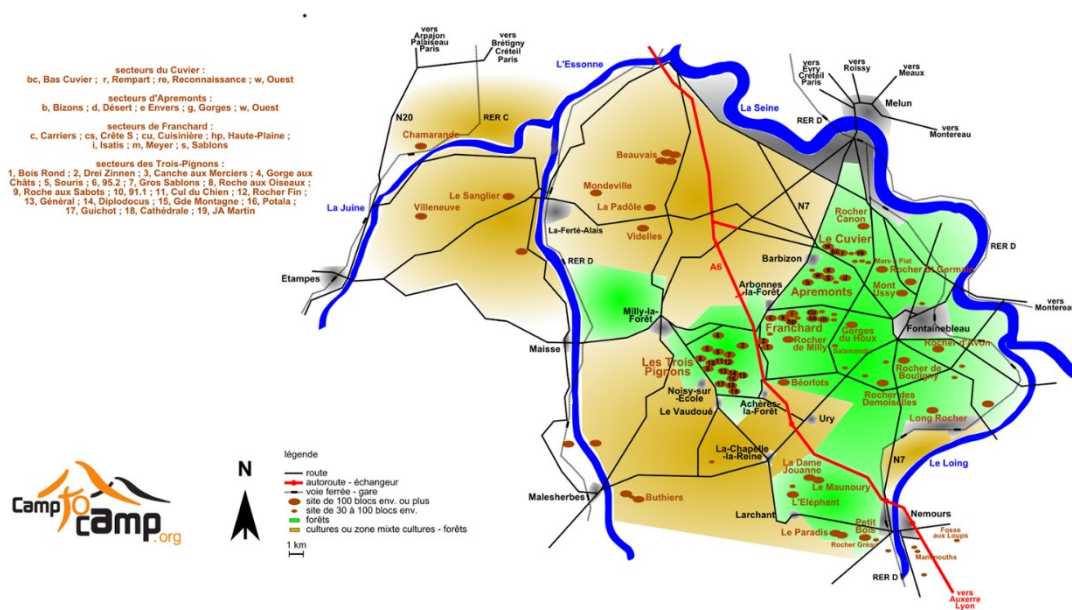 secteurs du Cuvier :
bc, Bas Cuvier ; r, Rempart ; re, Reconnaissance ; w, Ouest
secteurs d'Apremonts :
b, Bizons ; d, Désert ; e Envers ; g, Gorges ; w, Ouest
secteurs de Franchard :
c, Carriers ; cs, Crête S ; cu, Cuisinière ; hp, Haute-Plaine ;
i, Isatis ; m, Meyer ; s, Sablons
secteurs des Trois-Pignons :
1, Bois Rond ; 2, Drei Zinnen ; 3, Canche aux Merciers ; 4, Gorge aux
Châts ; 5, Souris ; 6, 95.2 ; 7, Gros Sablons ; 8, Roche aux Oiseaux ;
9, Roche aux Sabots ; 10, 91.1 ; 11, Cul du Chien ; 12, Rocher Fin ;
13, Général ; 14, Diplodocus ; 15, Gde Montagne ; 16, Potala ;
17, Guichot ; 18, Cathédrale ; 19, JA Martin
vers
Arpajon
Palaiseau
Paris
vers
Brétigny
Créteil
Paris
N20
RER C
Chamarande
L'Essonne
La Seine
vers
Evry
Créteil
Paris
vers
Roissy
vers
Meaux
Melun
RER D
vers
Montereau
Beauvais
Mondeville
La Padôle
Videlles
Le Sanglier
Villeneuve
La Juine
La-Ferté-Alais
RER D
Etampes
N7
A6
Rocher
Canon
Le Cuvier
RER D
Barbizon
Mare à Piat
Rocher St Germain
Arbonnes
-la-Forêt
Apremonts
Mont
Ussy
vers
Montereau
Milly-la
-Forêt
Maisse
Franchard
Rocher
de Milly
Gorges
du Houx
Salamandre
Fontainebleau
Rocher d'Avon
Les Trois
Pignons
Rocher de
Bouligny
Noisy-sur
-Ecole
Béorlots
Rocher des
Demoiselles
Le Vaudoué
Achères
-la-Forêt
Ury
Long Rocher
La-Chapelle
-la-Reine
N7
Le Loing
La Dame
Jouanne
Le Maunoury
Malesherbes
Buthiers
L'Eléphant
Larchant
Petit
Bois
Nemours
Le Paradis
Rocher Gréau
Fosse
aux Loups
Mammouths
RER D
vers
Auxerre
Lyon
Camp
to
camp
.org
N
légende
route
autoroute - échangeur
voie ferrée - gare
site de 100 blocs env. ou plus
site de 30 à 100 blocs env.
forêts
cultures ou zone mixte cultures - forêts
1 km